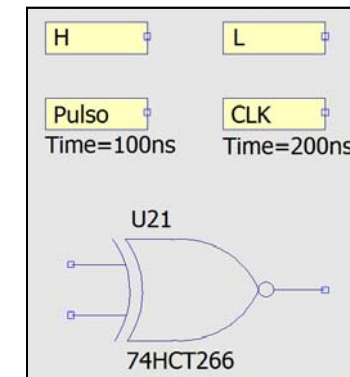 H L
Pulso CLK
Time=100ns Time=200ns
U21
74HCT266